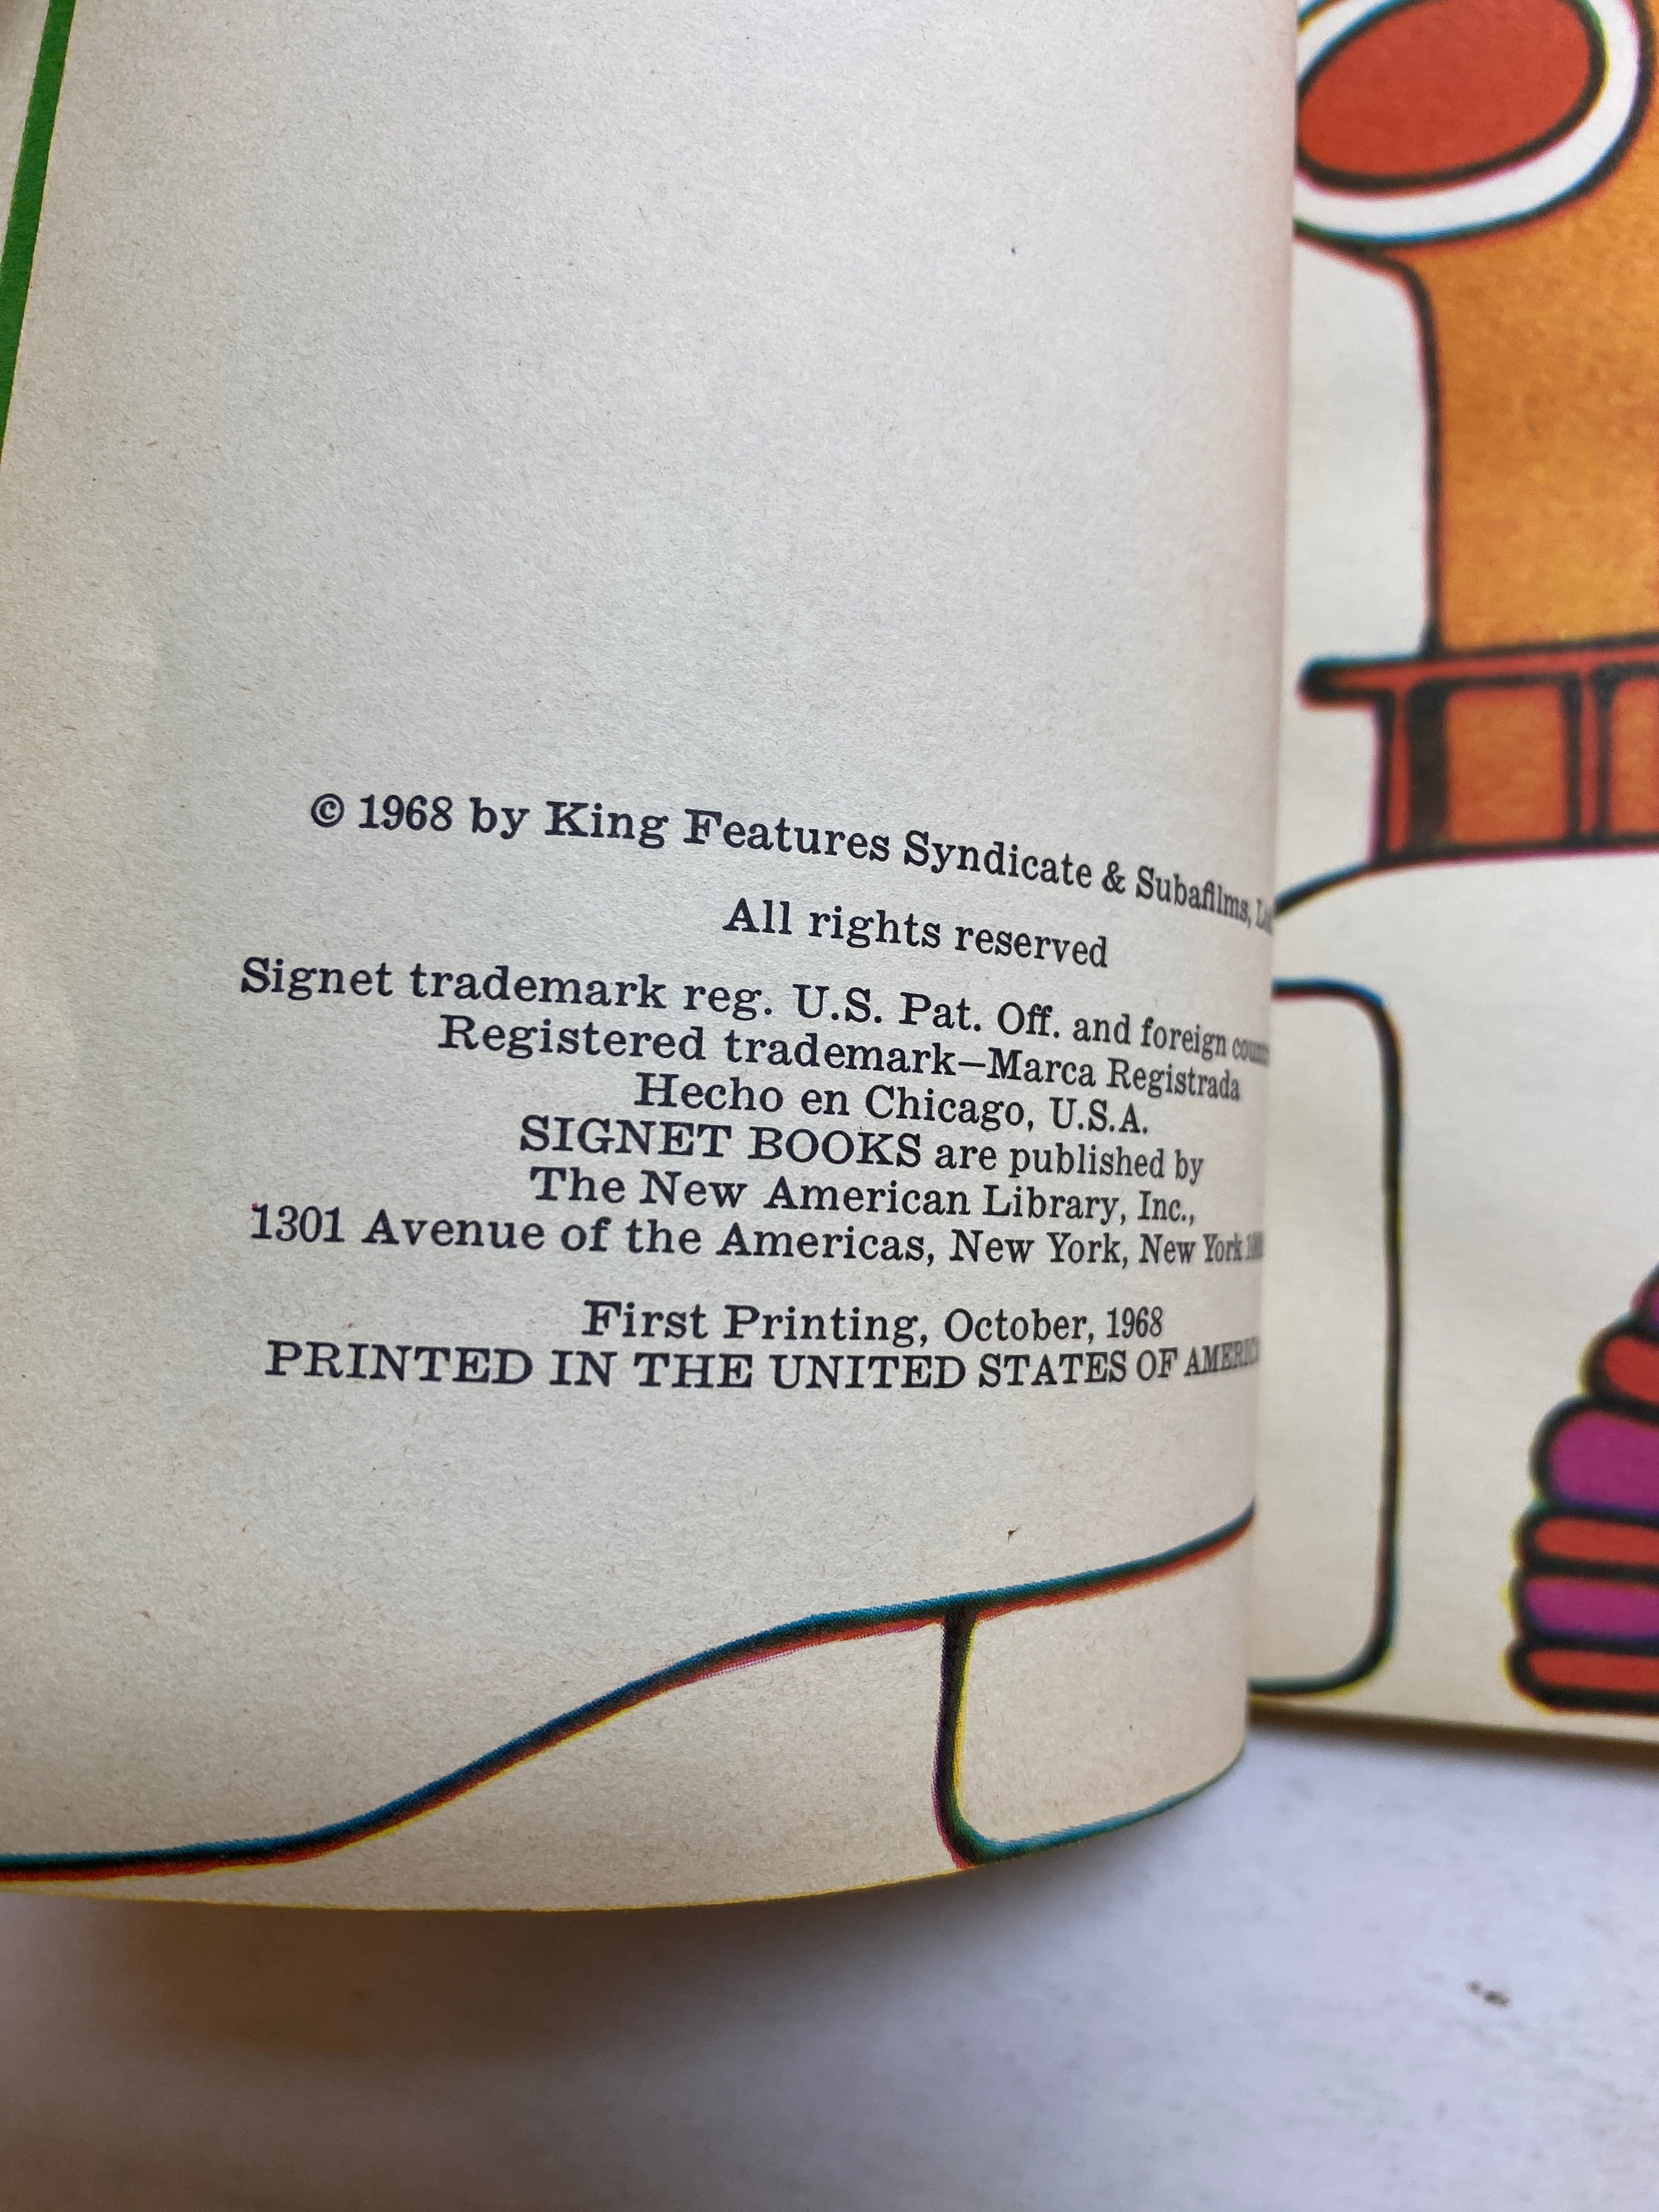 © 1968 by King Features Syndicate & Subafilms,
All rights reserved
Signet trademark reg. U.S. Pat. Off. and foreign
Registered trademark—Marca Registrada
Hecho en Chicago, U.S.A.
SIGNET BOOKS are published by
The New American Library, Inc.,
1301 Avenue of the Americas, New York, New York
First Printing, October, 1968
PRINTED IN THE UNITED STATES OF AMERICA